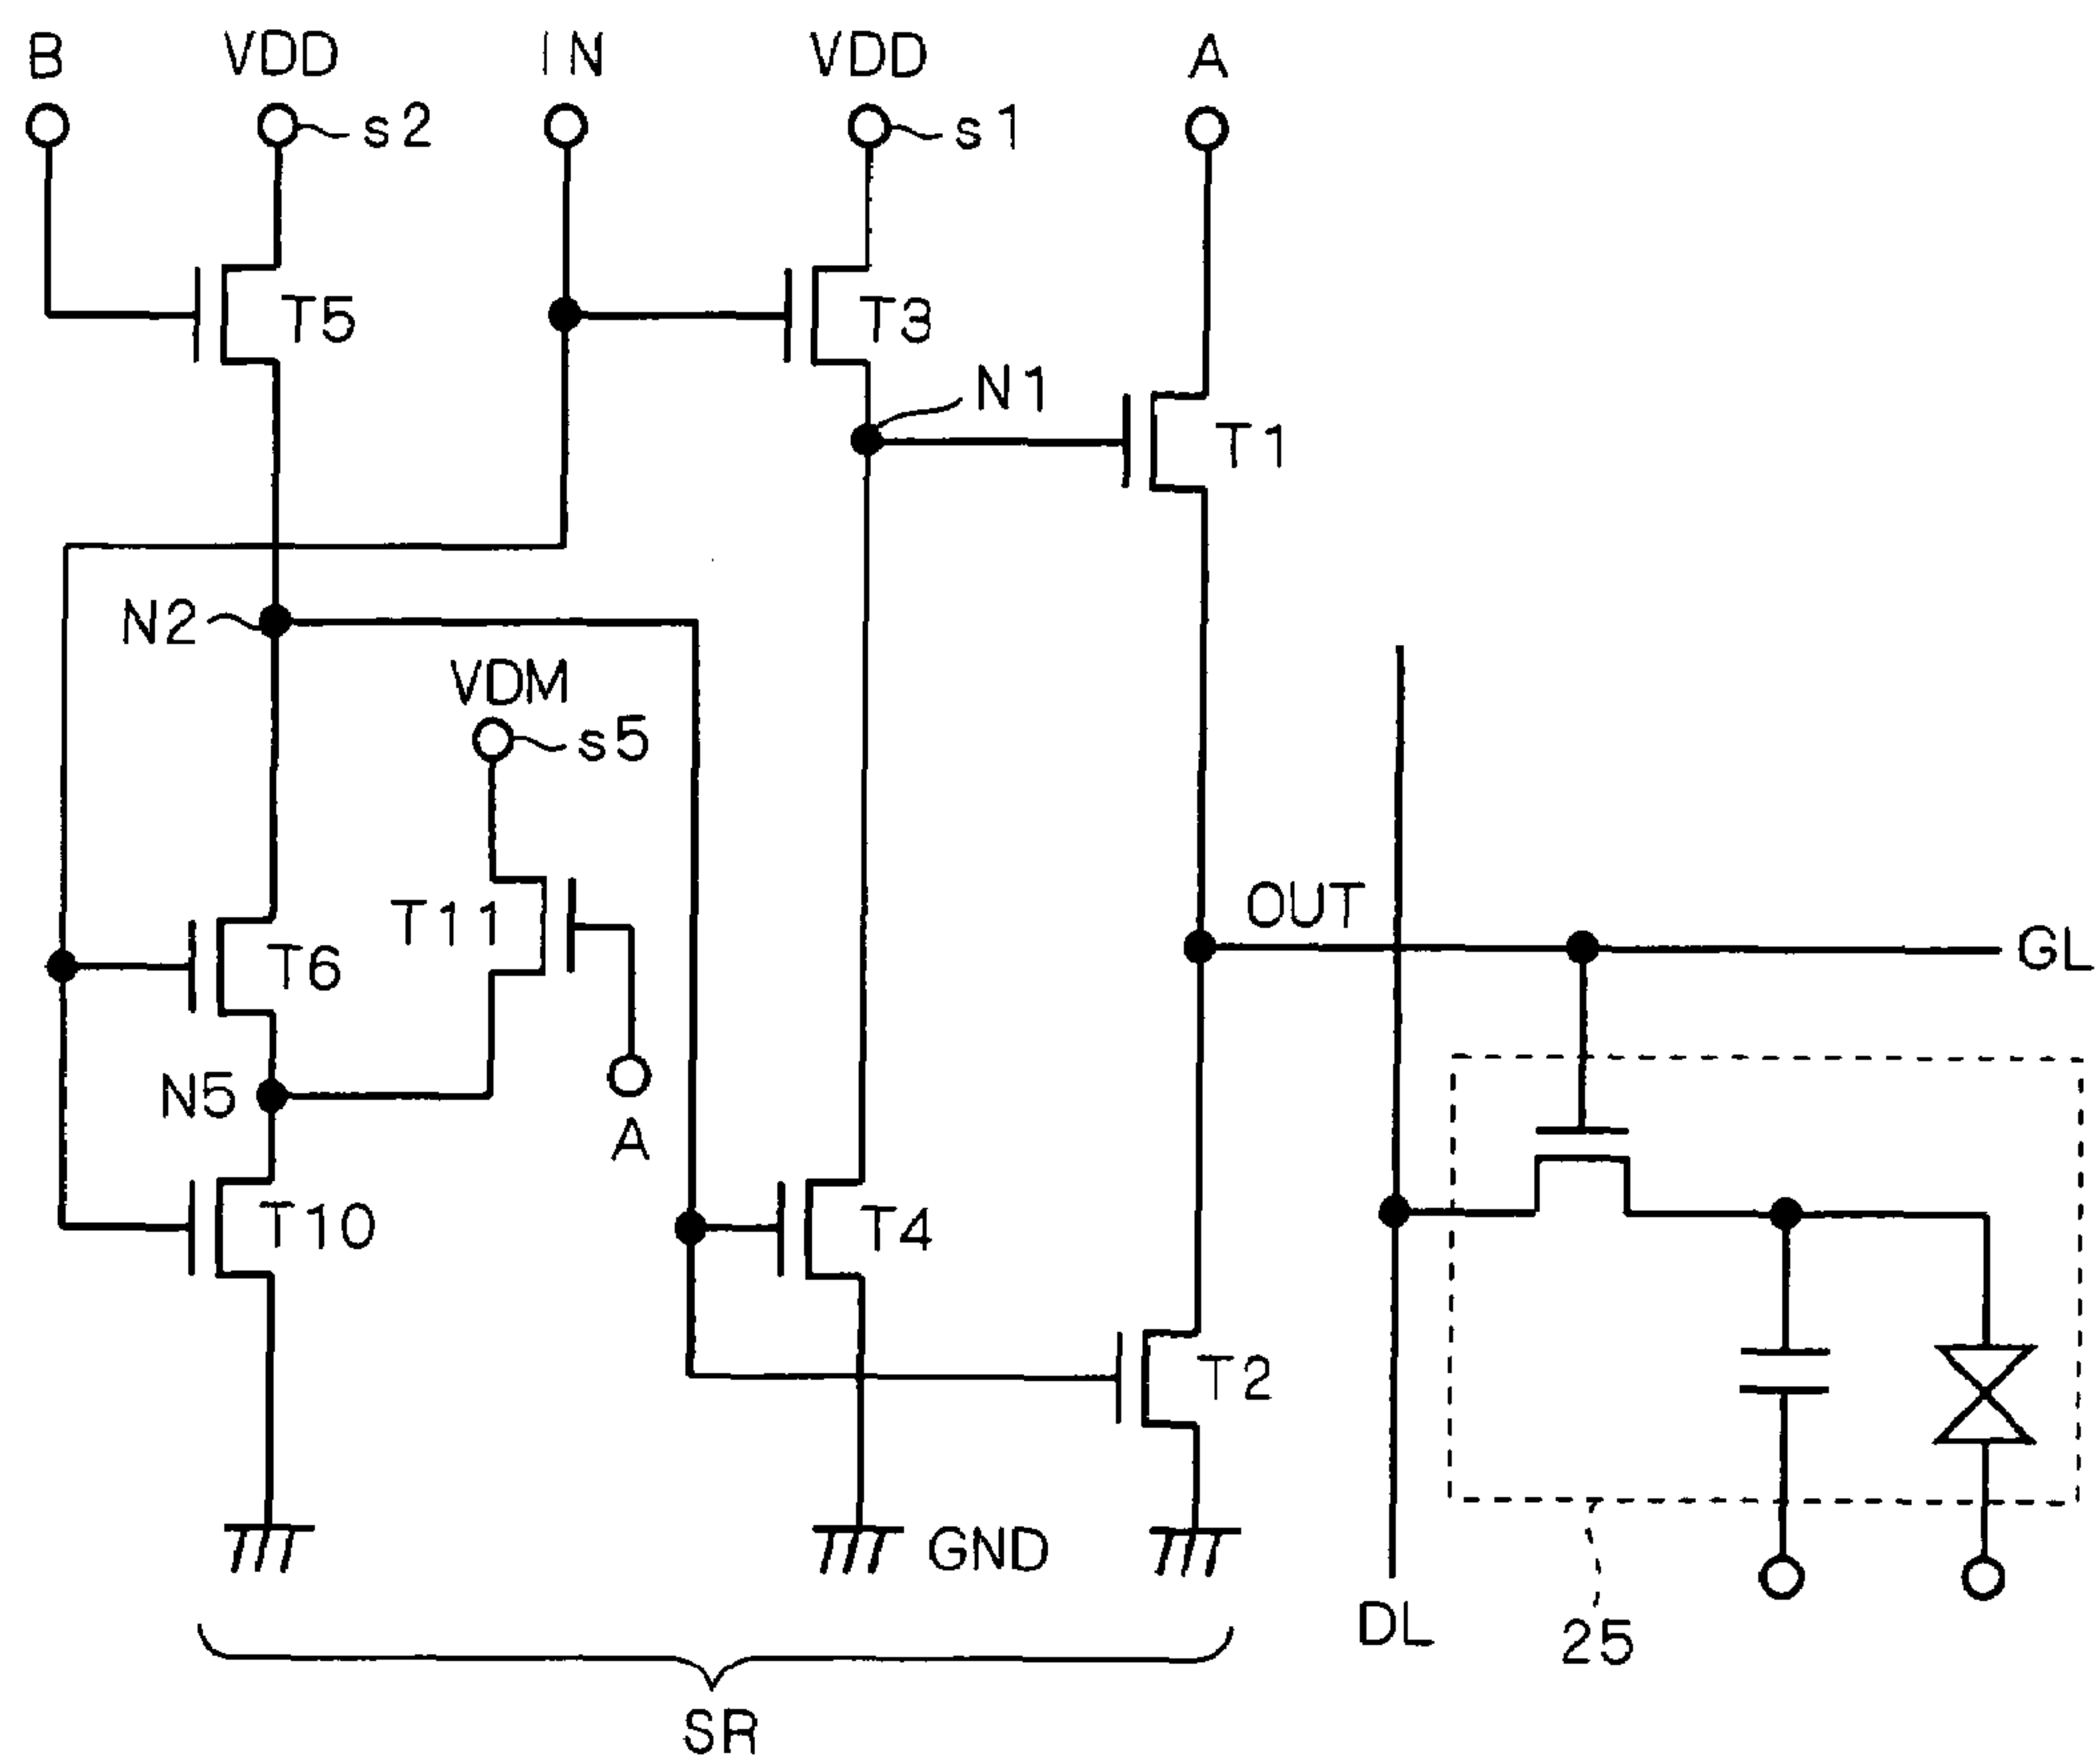 B VDD IN VDD A
s2 s1
T5 T3
N1
T1
N2
VDM
s5
OUT
T11
GL
T6
N5
A
T10 T4
T2
GND
DL
25
SR